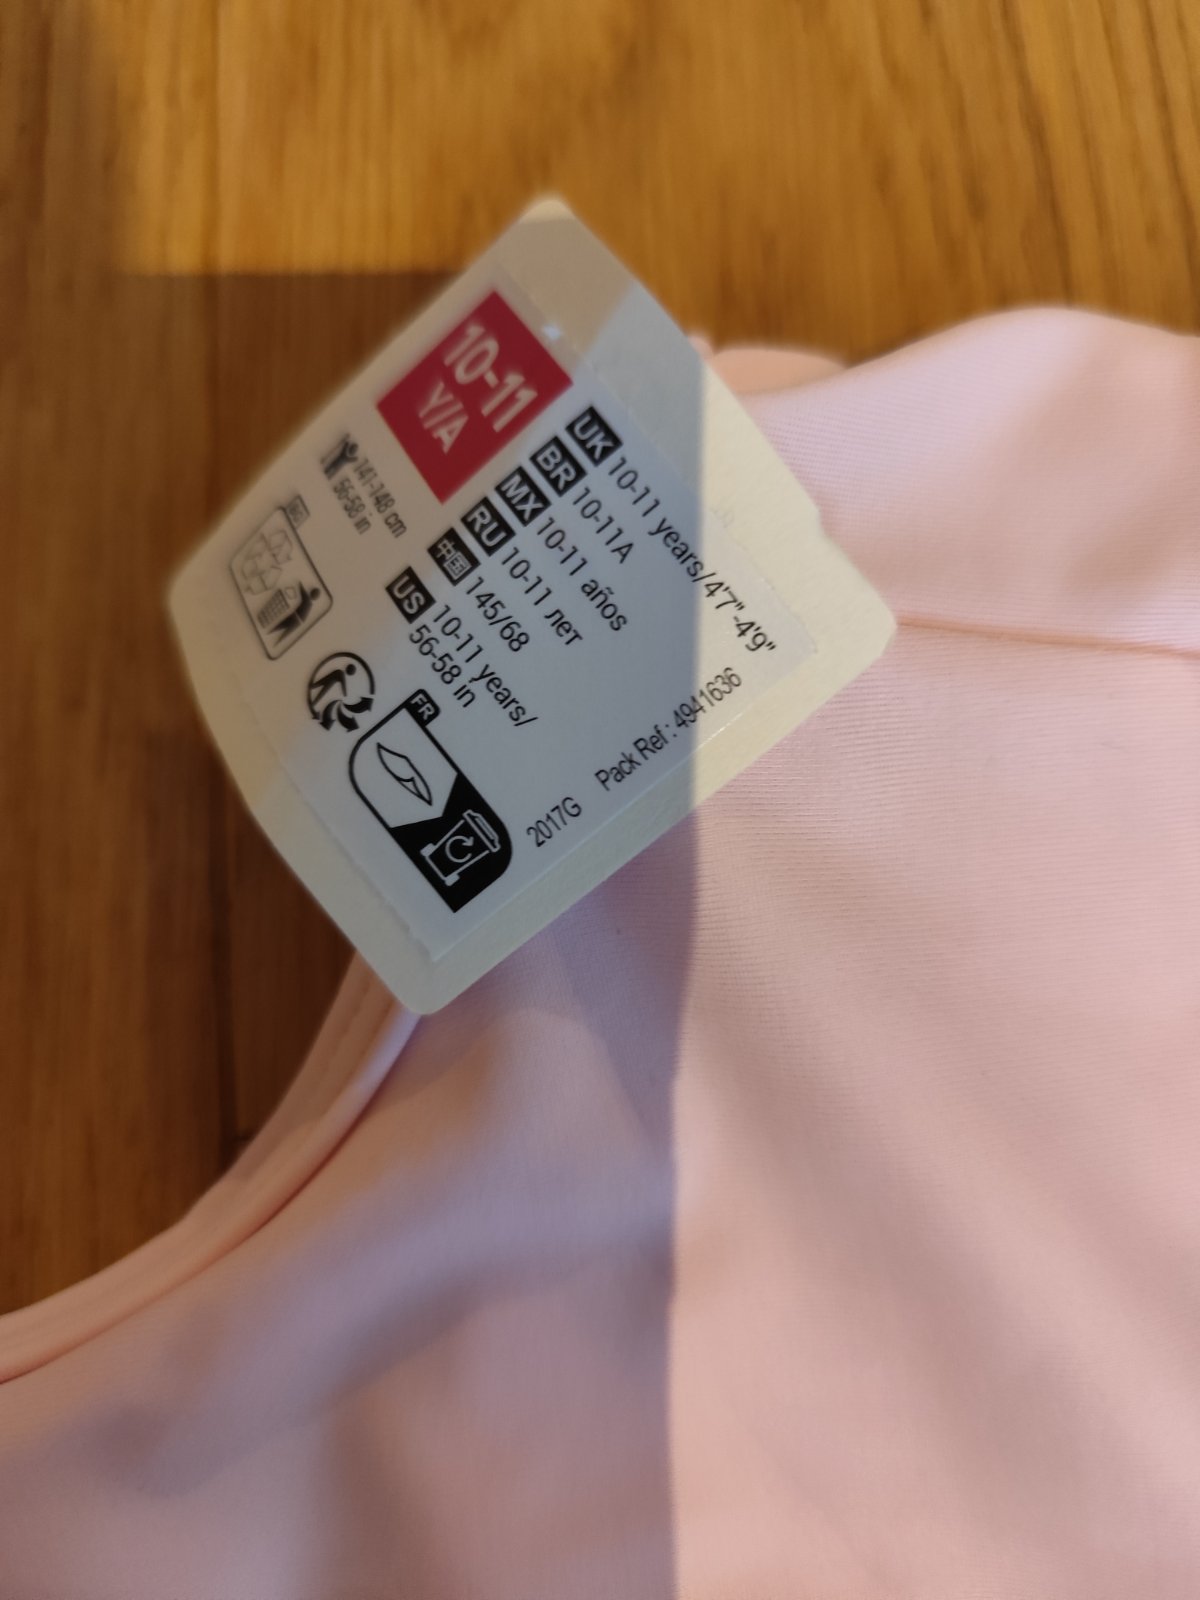 10-11
Y/A
141-148 cm
56-58 in
UK 10-11 years/4'7"-4'9"
BR 10-11A
MX 10-11 años
RU 10-11 лет
中国 145/68
US 10-11 years/
56-58 in
FR
2017G Pack Ref : 4941636